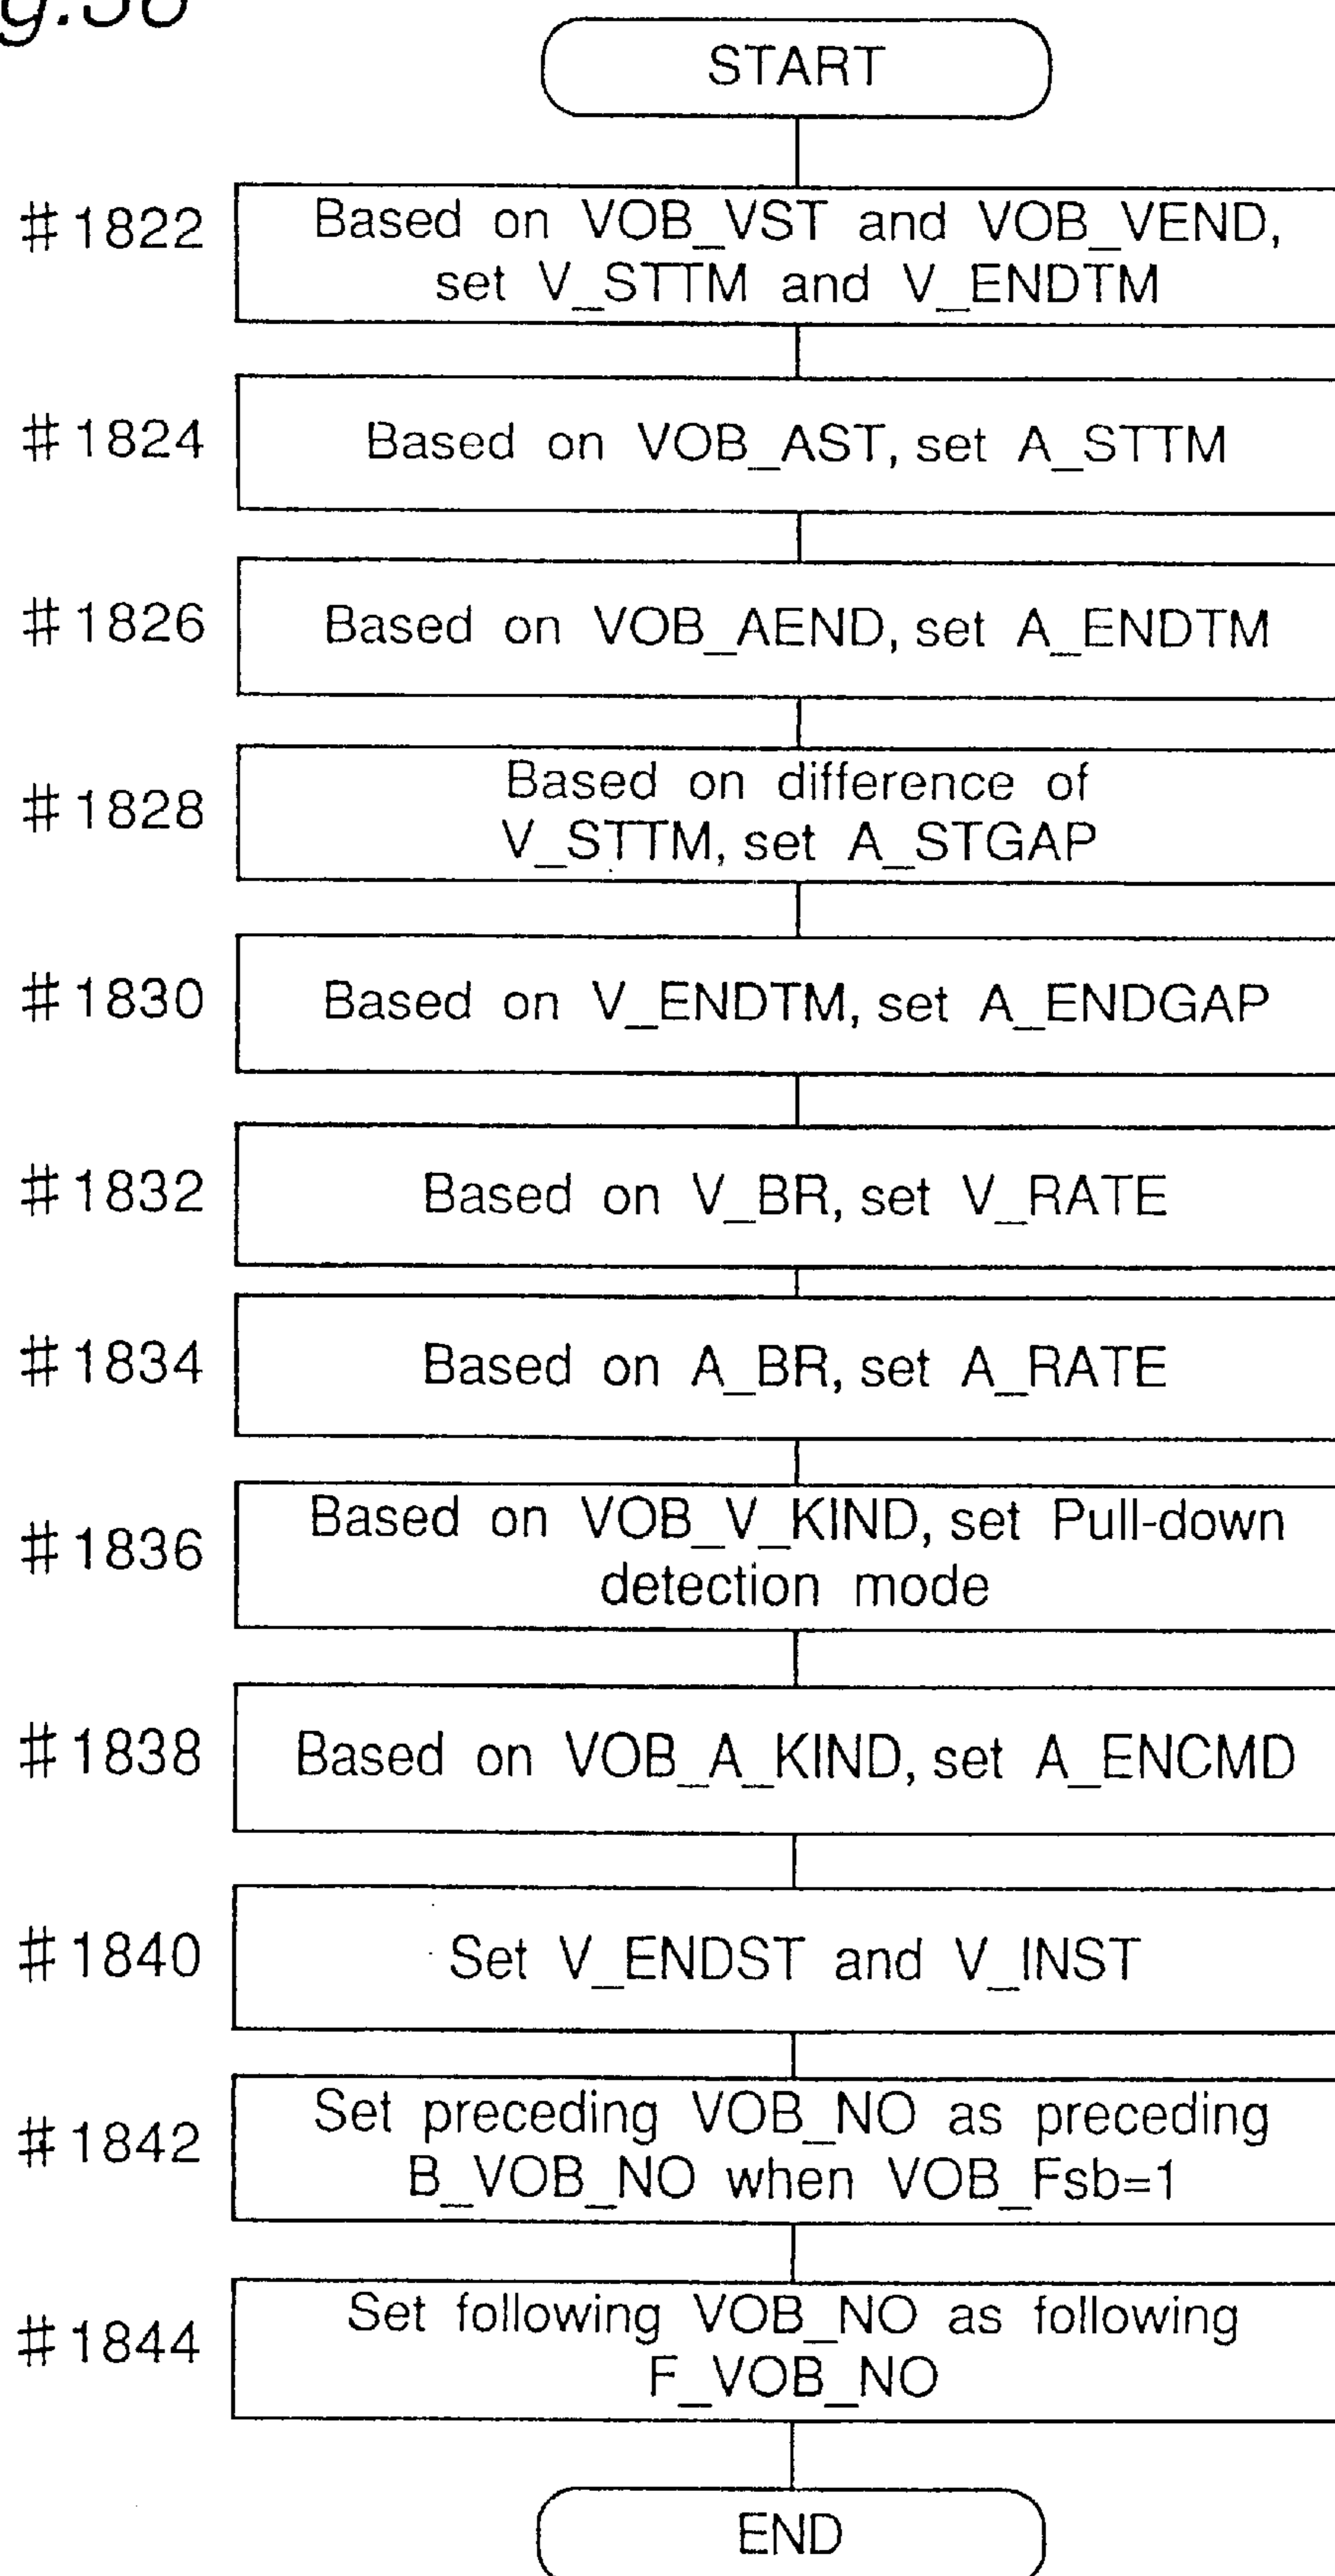 START
#1822
Based on VOB_VST and VOB_VEND,
set V_STTM and V_ENDTM
#1824
Based on VOB_AST, set A_STTM
#1826
Based on VOB_AEND, set A_ENDTM
#1828
Based on difference of
V_STTM, set A_STGAP
#1830
Based on V_ENDTM, set A_ENDGAP
#1832
Based on V_BR, set V_RATE
#1834
Based on A_BR, set A_RATE
#1836
Based on VOB_V_KIND, set Pull-down
detection mode
#1838
Based on VOB_A_KIND, set A_ENCMD
#1840
Set V_ENDST and V_INST
#1842
Set preceding VOB_NO as preceding
B_VOB_NO when VOB_Fsb=1
#1844
Set following VOB_NO as following
F_VOB_NO
END